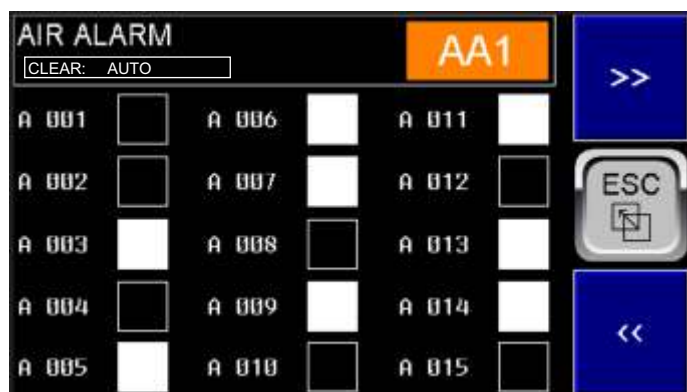 AIR ALARM
AA1
CLEAR: AUTO
>>
A 001 A 006 A 011
A 002 A 007 A 012
ESC
A 003 A 008 A 013
A 004 A 009 A 014
<<
A 005 A 010 A 015